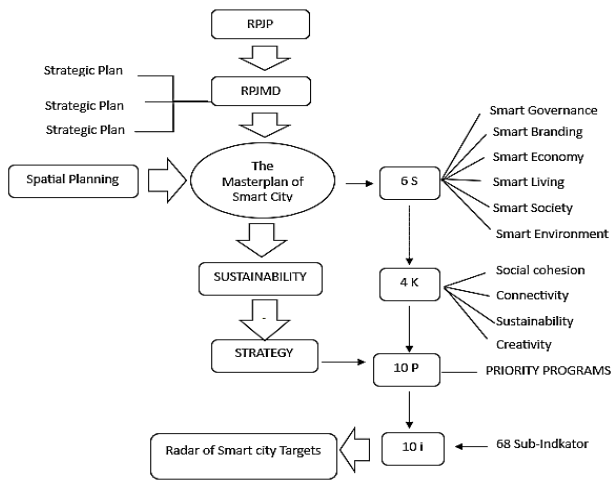 RPJP
Strategic Plan
RPJMD
Strategic Plan
Strategic Plan
Spatial Planning
The
Masterplan of
Smart City
6 S
Smart Governance
Smart Branding
Smart Economy
Smart Living
Smart Society
Smart Environment
SUSTAINABILITY
4 K
Social cohesion
Connectivity
Sustainability
Creativity
STRATEGY
10 P
PRIORITY PROGRAMS
Radar of Smart city Targets
10 i
68 Sub-Indkator